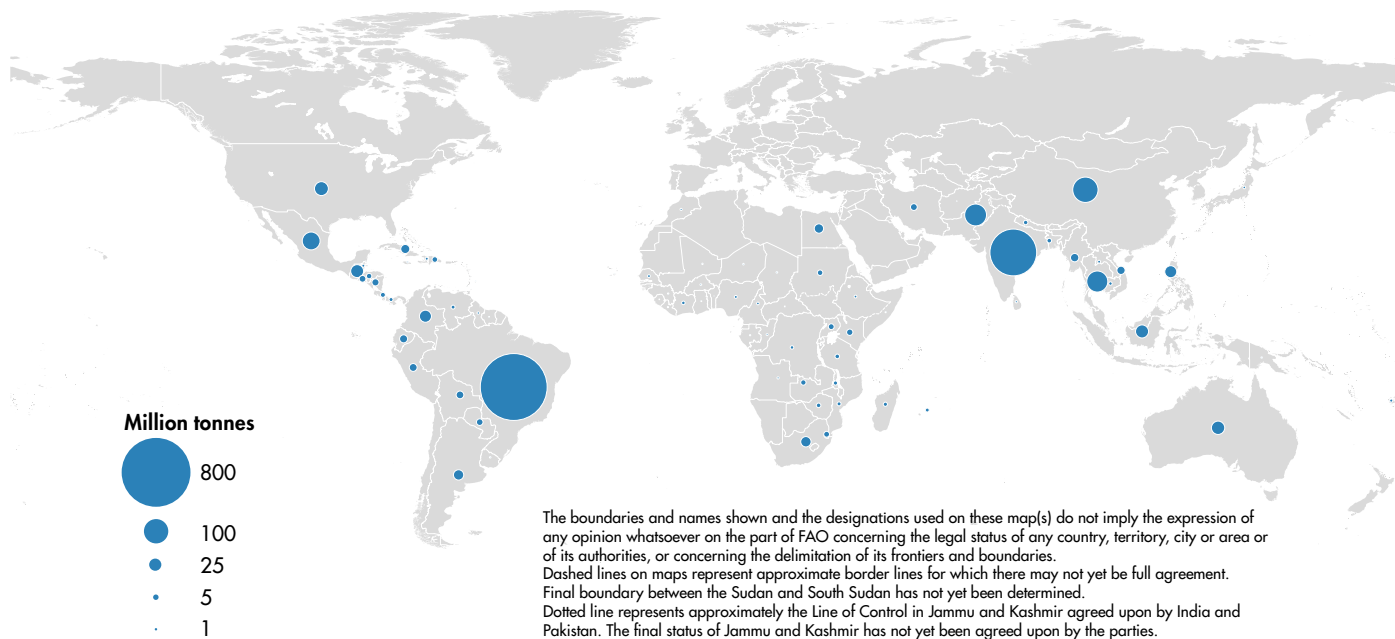 Million tonnes
800
100
25
5
1
The boundaries and names shown and the designations used on these map(s) do not imply the expression of
any opinion whatsoever on the part of FAO concerning the legal status of any country, territory, city or area or
of its authorities, or concerning the delimitation of its frontiers and boundaries.
Dashed lines on maps represent approximate border lines for which there may not yet be full agreement.
Final boundary between the Sudan and South Sudan has not yet been determined.
Dotted line represents approximately the Line of Control in Jammu and Kashmir agreed upon by India and
Pakistan. The final status of Jammu and Kashmir has not yet been agreed upon by the parties.